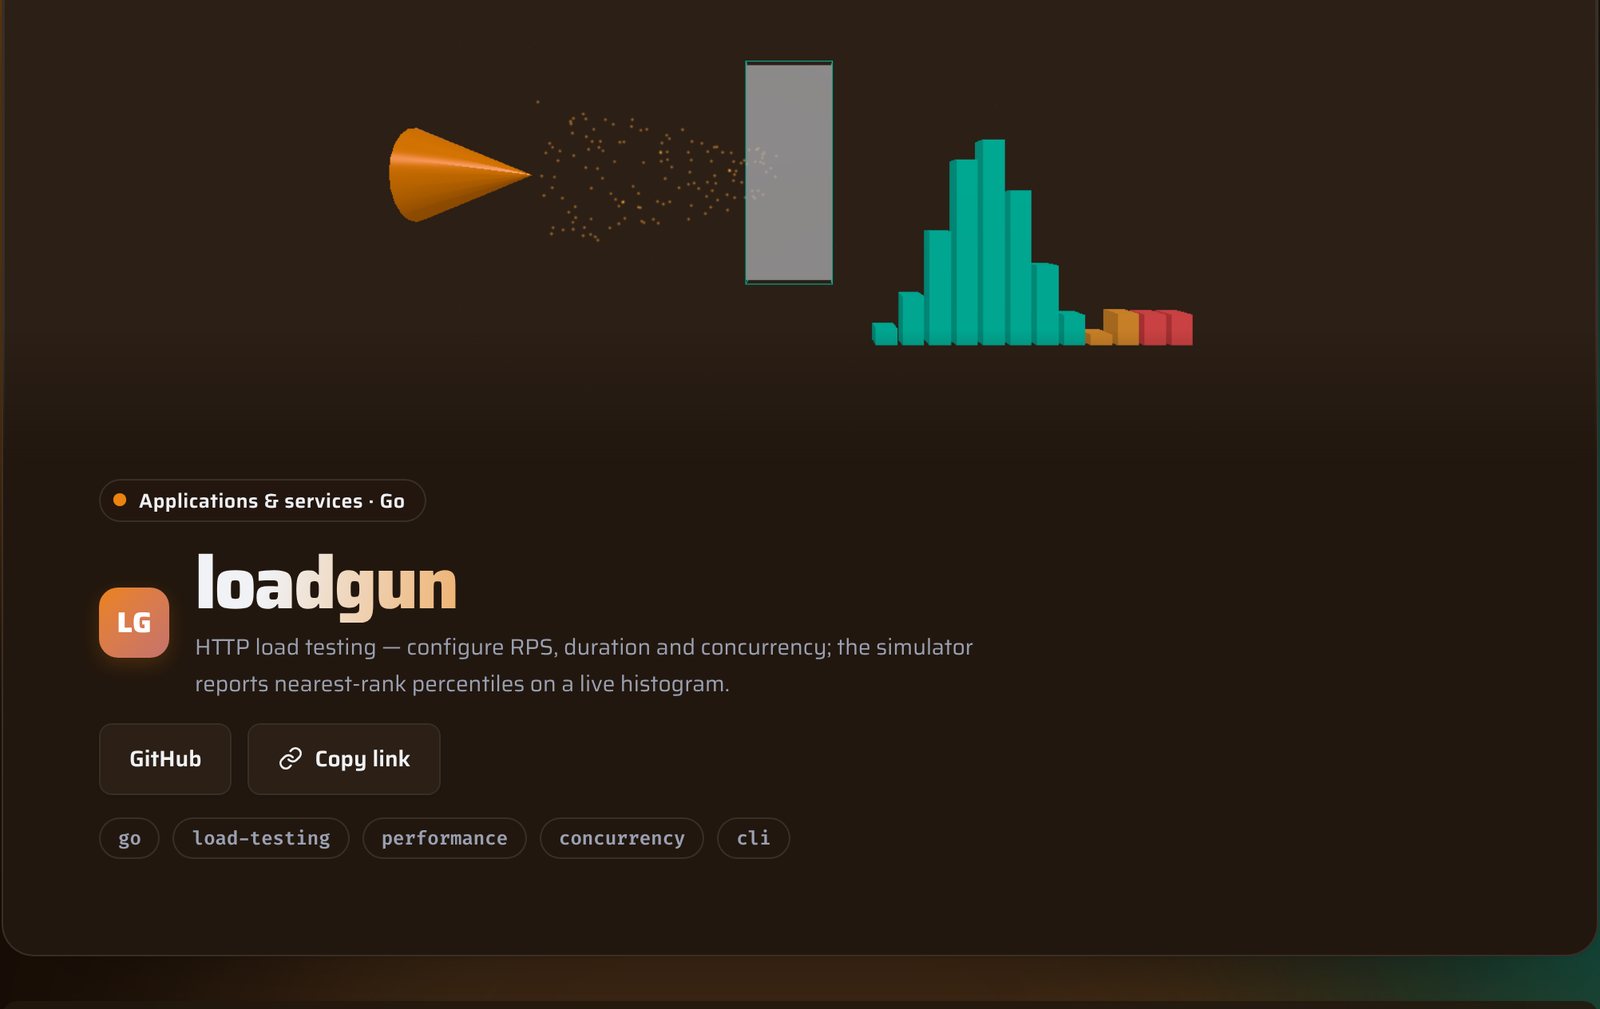 Applications & services · Go
loadgun
LG
HTTP load testing — configure RPS, duration and concurrency; the simulator
reports nearest-rank percentiles on a live histogram.
GitHub
Copy link
go
load-testing
performance
concurrency
cli